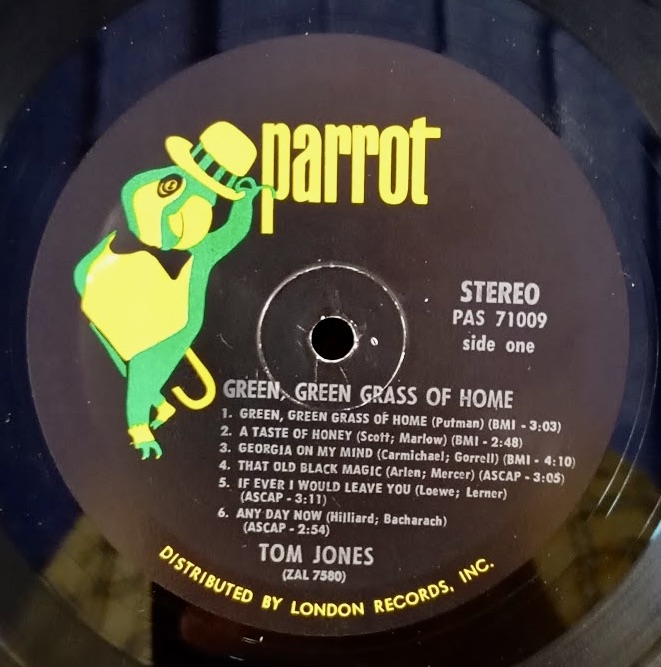 parrot
STEREO
PAS 71009
side one
GREEN, GREEN GRASS OF HOME
1. GREEN, GREEN GRASS OF HOME (Putman) (BMI - 3:03)
2. A TASTE OF HONEY (Scott; Marlow) (BMI - 2:48)
3. GEORGIA ON MY MIND (Carmichael; Gorrell) (BMI - 4:10)
4. THAT OLD BLACK MAGIC (Arlen; Mercer) (ASCAP - 3:05)
5. IF EVER I WOULD LEAVE YOU (Loewe; Lerner)
(ASCAP - 3:11)
6. ANY DAY NOW (Hilliard; Bacharach)
(ASCAP - 2:54)
TOM JONES
(ZAL 7580)
DISTRIBUTED BY LONDON RECORDS, INC.